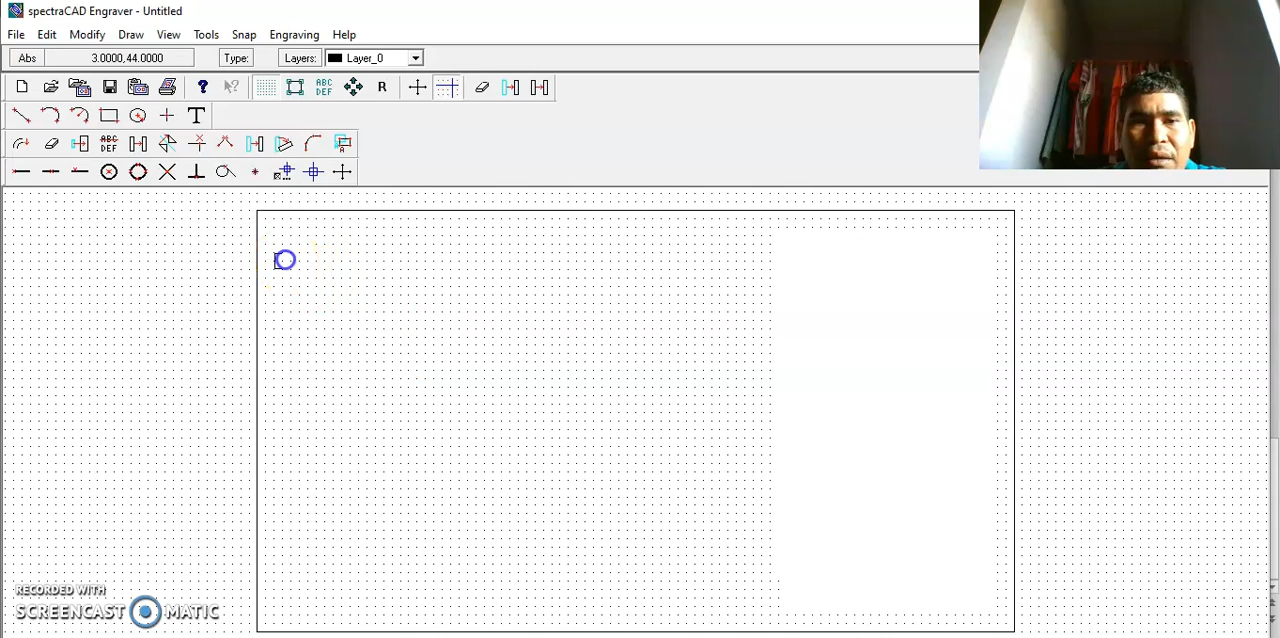 spectraCAD Engraver - Untitled
File Edit Modify Draw View Tools Snap Engraving Help
Abs 3.0000,44.0000 Type: Layers: Layer_0
ABC DEF R
T
ABC DEF
RECORDED WITH
SCREENCAST MATIC